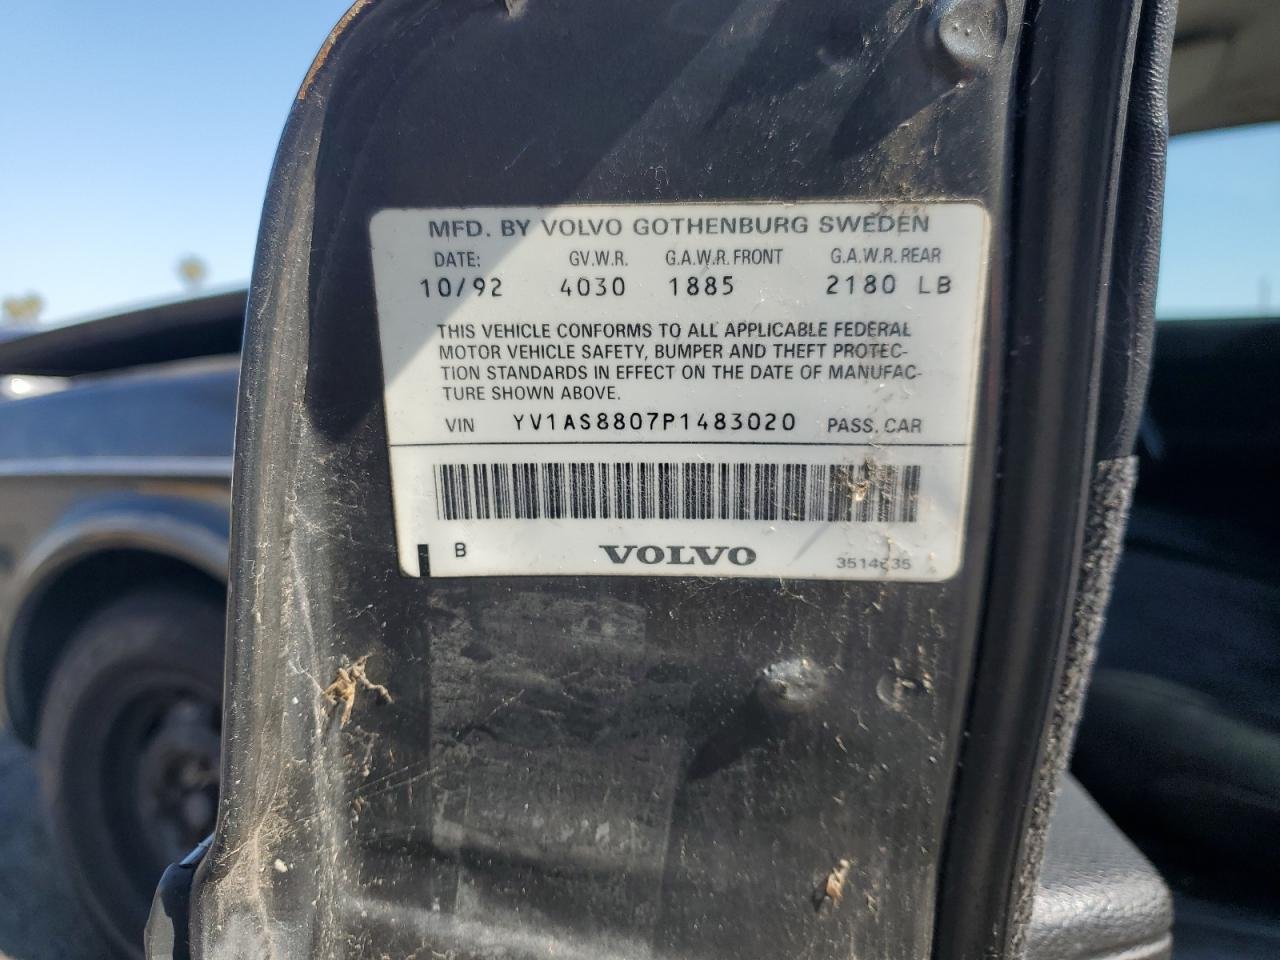 MFD. BY VOLVO GOTHENBURG SWEDEN
DATE: GV.W.R. G.A.W.R. FRONT G.A.W.R. REAR
10/92 4030 1885 2180 LB
THIS VEHICLE CONFORMS TO ALL APPLICABLE FEDERAL
MOTOR VEHICLE SAFETY, BUMPER AND THEFT PROTEC-
TION STANDARDS IN EFFECT ON THE DATE OF MANUFAC-
TURE SHOWN ABOVE.
VIN YV1AS8807P1483020 PASS. CAR
B VOLVO